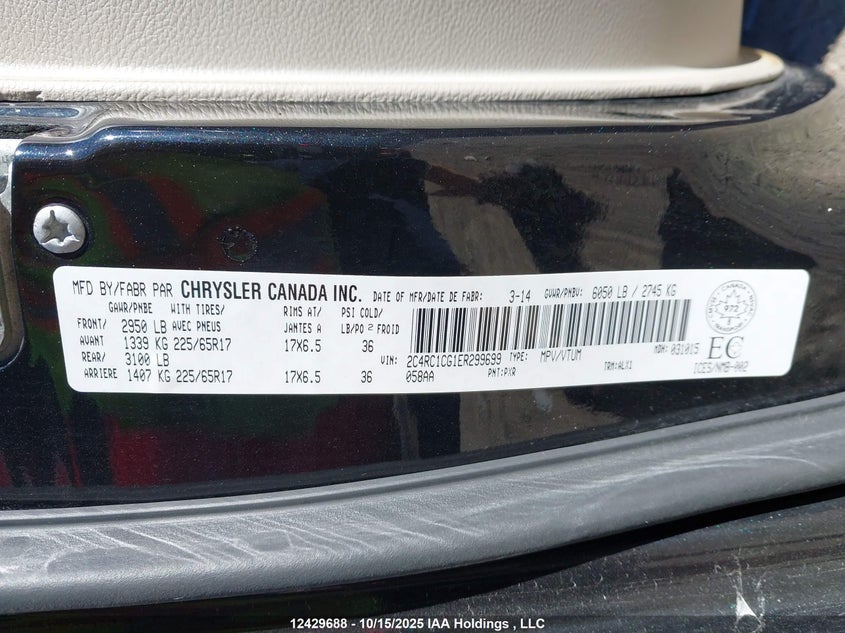 MFD BY/FABR PAR CHRYSLER CANADA INC. DATE OF MFR/DATE DE FABR: 3-14 GVWR/PNBV: 6050 LB / 2745 KG
GAWR/PNBE WITH TIRES/ RIMS AT/ PSI COLD/
FRONT/ 2950 LB AVEC PNEUS JANTES A LB/PO 2 FROID
AVANT 1339 KG 225/65R17 17X6.5 36
REAR/ 3100 LB
ARRIERE 1407 KG 225/65R17 17X6.5 36
VIN: 2C4RC1CG1ER299699 TYPE: MPV/VTUM MDH: 031015
058AA PNT: PXR TRM: ALX1
CANADA
972
EC
ICES/NMB-002
12429688 - 10/15/2025 IAA Holdings , LLC